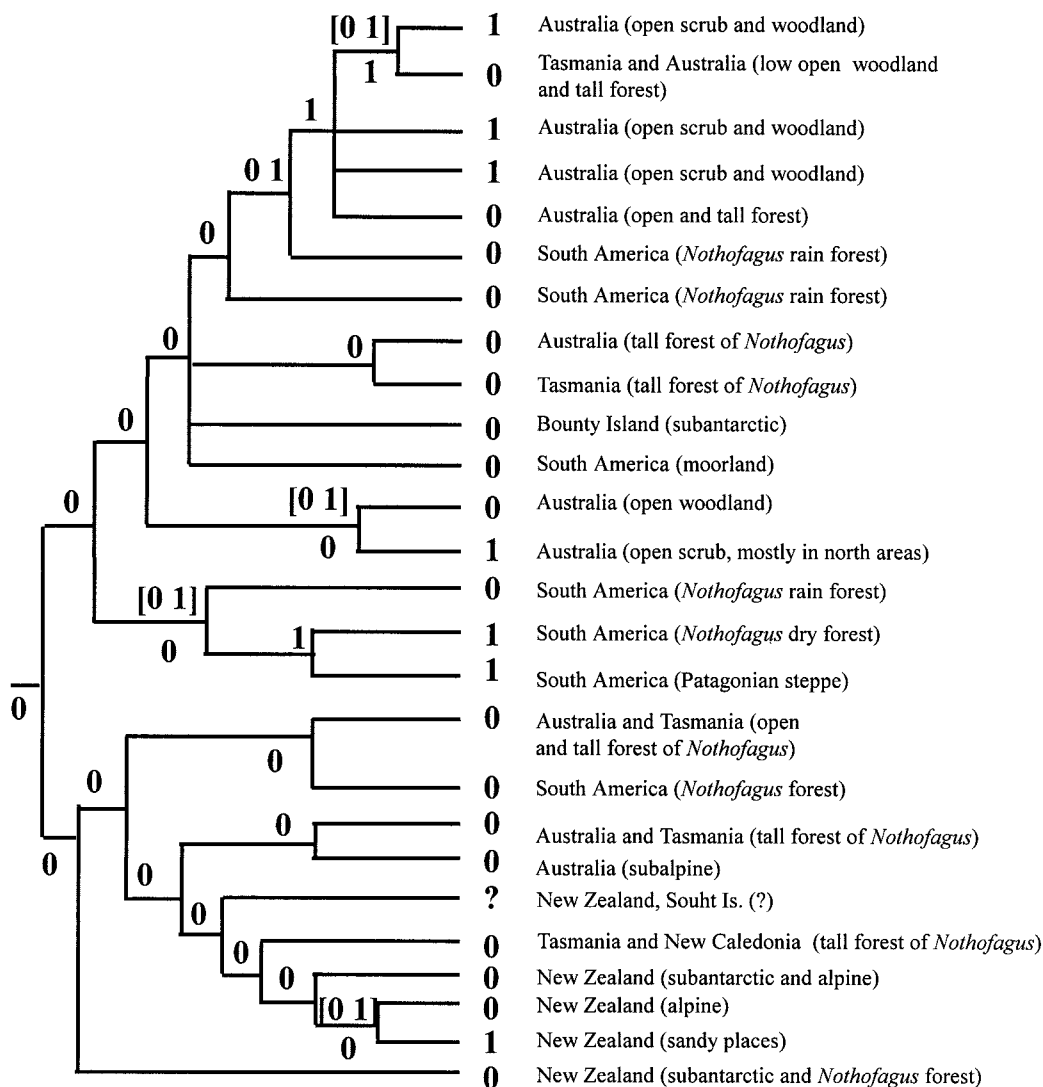 [0 1]
1 Australia (open scrub and woodland)
1
0 Tasmania and Australia (low open woodland
and tall forest)
1
1 Australia (open scrub and woodland)
0 1
1 Australia (open scrub and woodland)
0 Australia (open and tall forest)
0
0 South America (Nothofagus rain forest)
0 South America (Nothofagus rain forest)
0
0
0 Australia (tall forest of Nothofagus)
0 Tasmania (tall forest of Nothofagus)
0
0 Bounty Island (subantarctic)
0 South America (moorland)
0
[0 1]
0 Australia (open woodland)
0
1 Australia (open scrub, mostly in north areas)
[0 1]
0 South America (Nothofagus rain forest)
0
1
1 South America (Nothofagus dry forest)
1 South America (Patagonian steppe)
0
0 Australia and Tasmania (open
and tall forest of Nothofagus)
0
0
0 South America (Nothofagus forest)
0
0
0 Australia and Tasmania (tall forest of Nothofagus)
0 Australia (subalpine)
0
? New Zealand, Souht Is. (?)
0
0 Tasmania and New Caledonia (tall forest of Nothofagus)
0
0
0 New Zealand (subantarctic and alpine)
[0 1]
0 New Zealand (alpine)
0
1 New Zealand (sandy places)
0 New Zealand (subantarctic and Nothofagus forest)